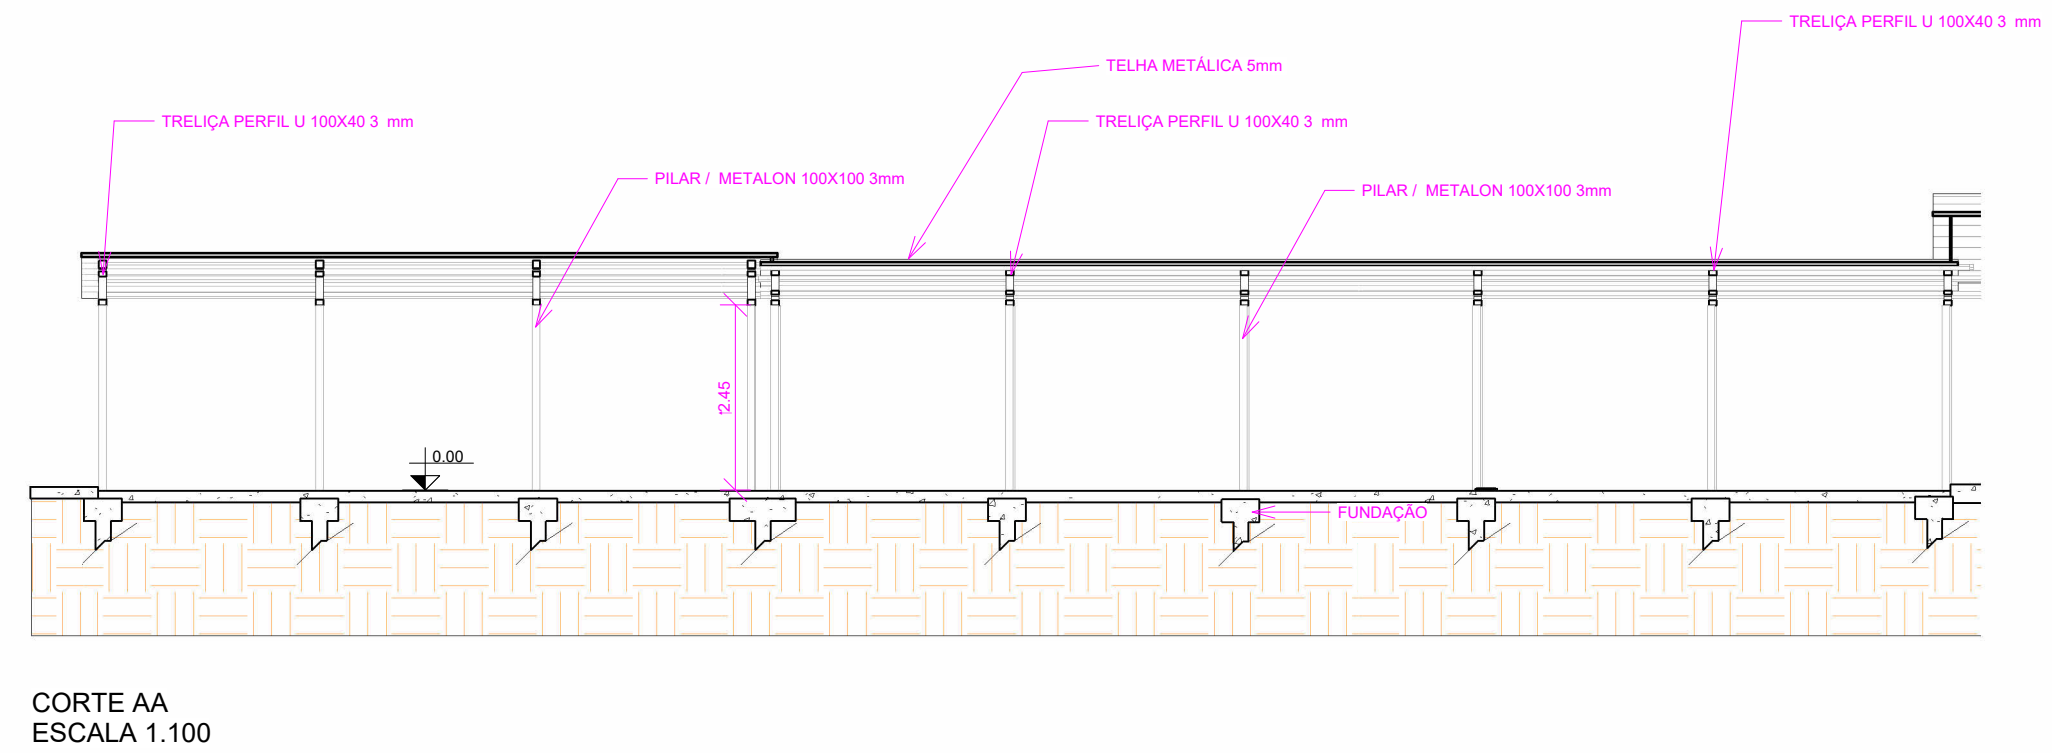 TRELIÇA PERFIL U 100X40 3 mm
TELHA METÁLICA 5mm
TRELIÇA PERFIL U 100X40 3 mm
TRELIÇA PERFIL U 100X40 3 mm
PILAR / METALON 100X100 3mm
PILAR / METALON 100X100 3mm
2.45
0.00
FUNDAÇÃO
CORTE AA
ESCALA 1.100